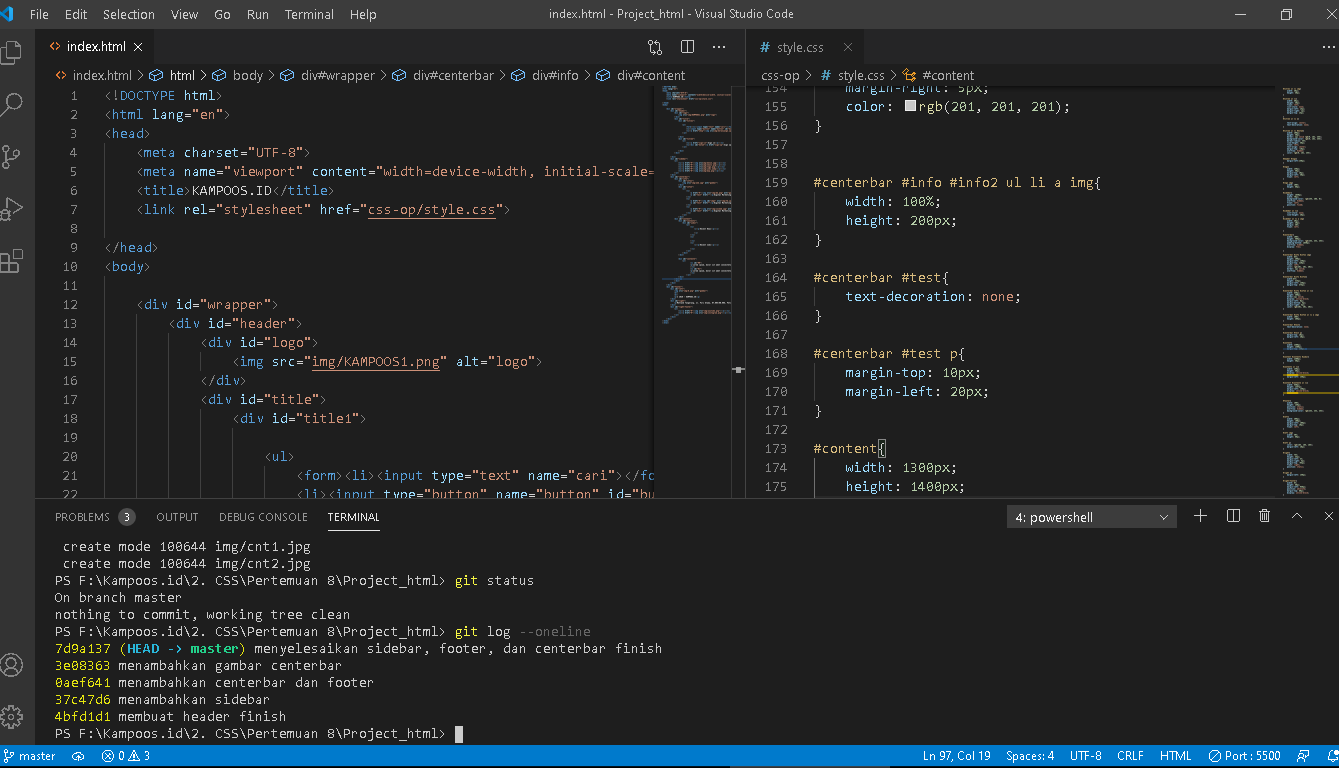 File Edit Selection View Go Run Terminal Help index.html - Project_html - Visual Studio Code
index.html
index.html > html > body > div#wrapper > div#centerbar > div#info > div#content
1 <!DOCTYPE html>
2 <html lang="en">
3 <head>
4 <meta charset="UTF-8">
5 <meta name="viewport" content="width=device-width, initial-scale=
6 <title>KAMPOOS.ID</title>
7 <link rel="stylesheet" href="css-op/style.css">
8
9 </head>
10 <body>
11
12 <div id="wrapper">
13 <div id="header">
14 <div id="logo">
15 <img src="img/KAMPOOS1.png" alt="logo">
16 </div>
17 <div id="title">
18 <div id="title1">
19
20 <ul>
21 <form><li><input type="text" name="cari"></fo
22 <li><input type="button" name="button" id="bu
# style.css
css-op > # style.css > #content
154 margin-right: 5px;
155 color: rgb(201, 201, 201);
156 }
157
158
159 #centerbar #info #info2 ul li a img{
160 width: 100%;
161 height: 200px;
162 }
163
164 #centerbar #test{
165 text-decoration: none;
166 }
167
168 #centerbar #test p{
169 margin-top: 10px;
170 margin-left: 20px;
171 }
172
173 #content{
174 width: 1300px;
175 height: 1400px;
PROBLEMS 3 OUTPUT DEBUG CONSOLE TERMINAL 4: powershell
create mode 100644 img/cnt1.jpg
create mode 100644 img/cnt2.jpg
PS F:\Kampoos.id\2. CSS\Pertemuan 8\Project_html> git status
On branch master
nothing to commit, working tree clean
PS F:\Kampoos.id\2. CSS\Pertemuan 8\Project_html> git log --oneline
7d9a137 (HEAD -> master) menyelesaikan sidebar, footer, dan centerbar finish
3e08363 menambahkan gambar centerbar
0aef641 menambahkan centerbar dan footer
37c47d6 menambahkan sidebar
4bfd1d1 membuat header finish
PS F:\Kampoos.id\2. CSS\Pertemuan 8\Project_html>
master 0 3 Ln 97, Col 19 Spaces: 4 UTF-8 CRLF HTML Port : 5500